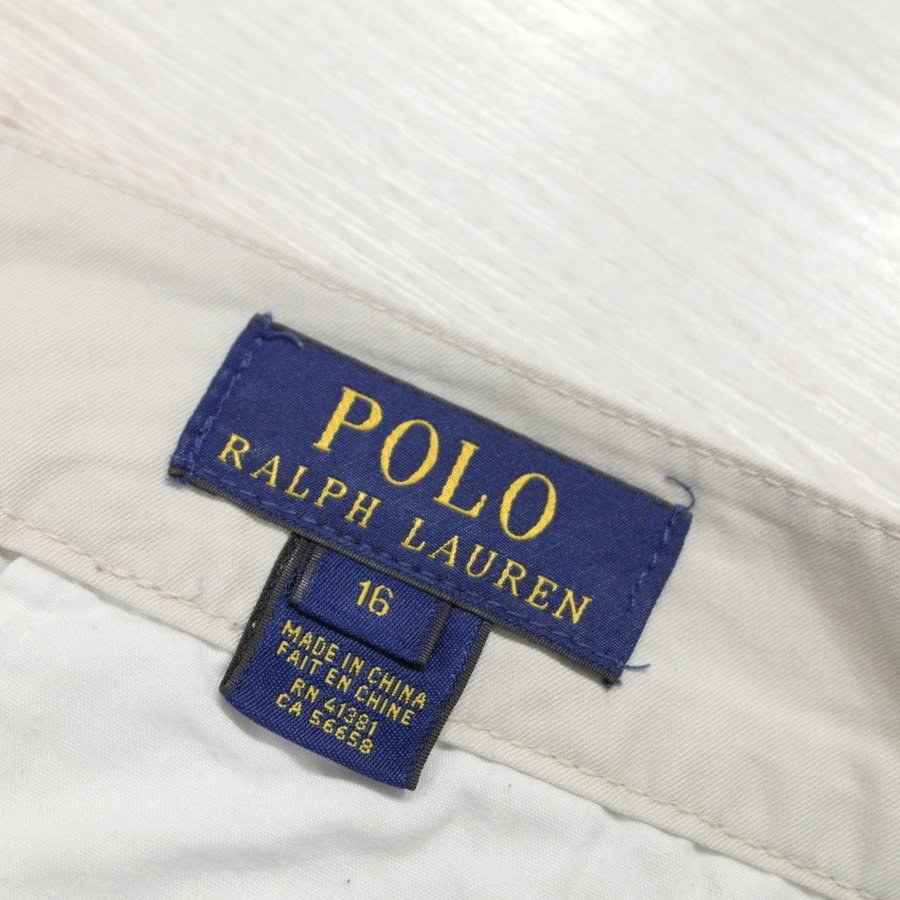 POLO
RALPH LAUREN
16
MADE IN CHINA
FAIT EN CHINE
RN 41381
CA 56658